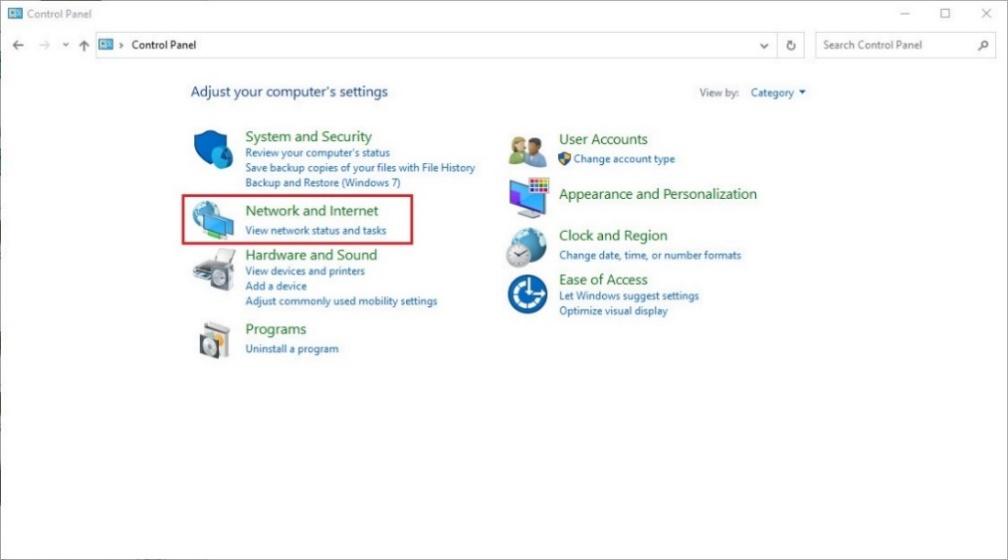 Control Panel
Control Panel
Search Control Panel
Adjust your computer's settings
View by: Category
System and Security
Review your computer's status
Save backup copies of your files with File History
Backup and Restore (Windows 7)
Network and Internet
View network status and tasks
Hardware and Sound
View devices and printers
Add a device
Adjust commonly used mobility settings
Programs
Uninstall a program
User Accounts
Change account type
Appearance and Personalization
Clock and Region
Change date, time, or number formats
Ease of Access
Let Windows suggest settings
Optimize visual display